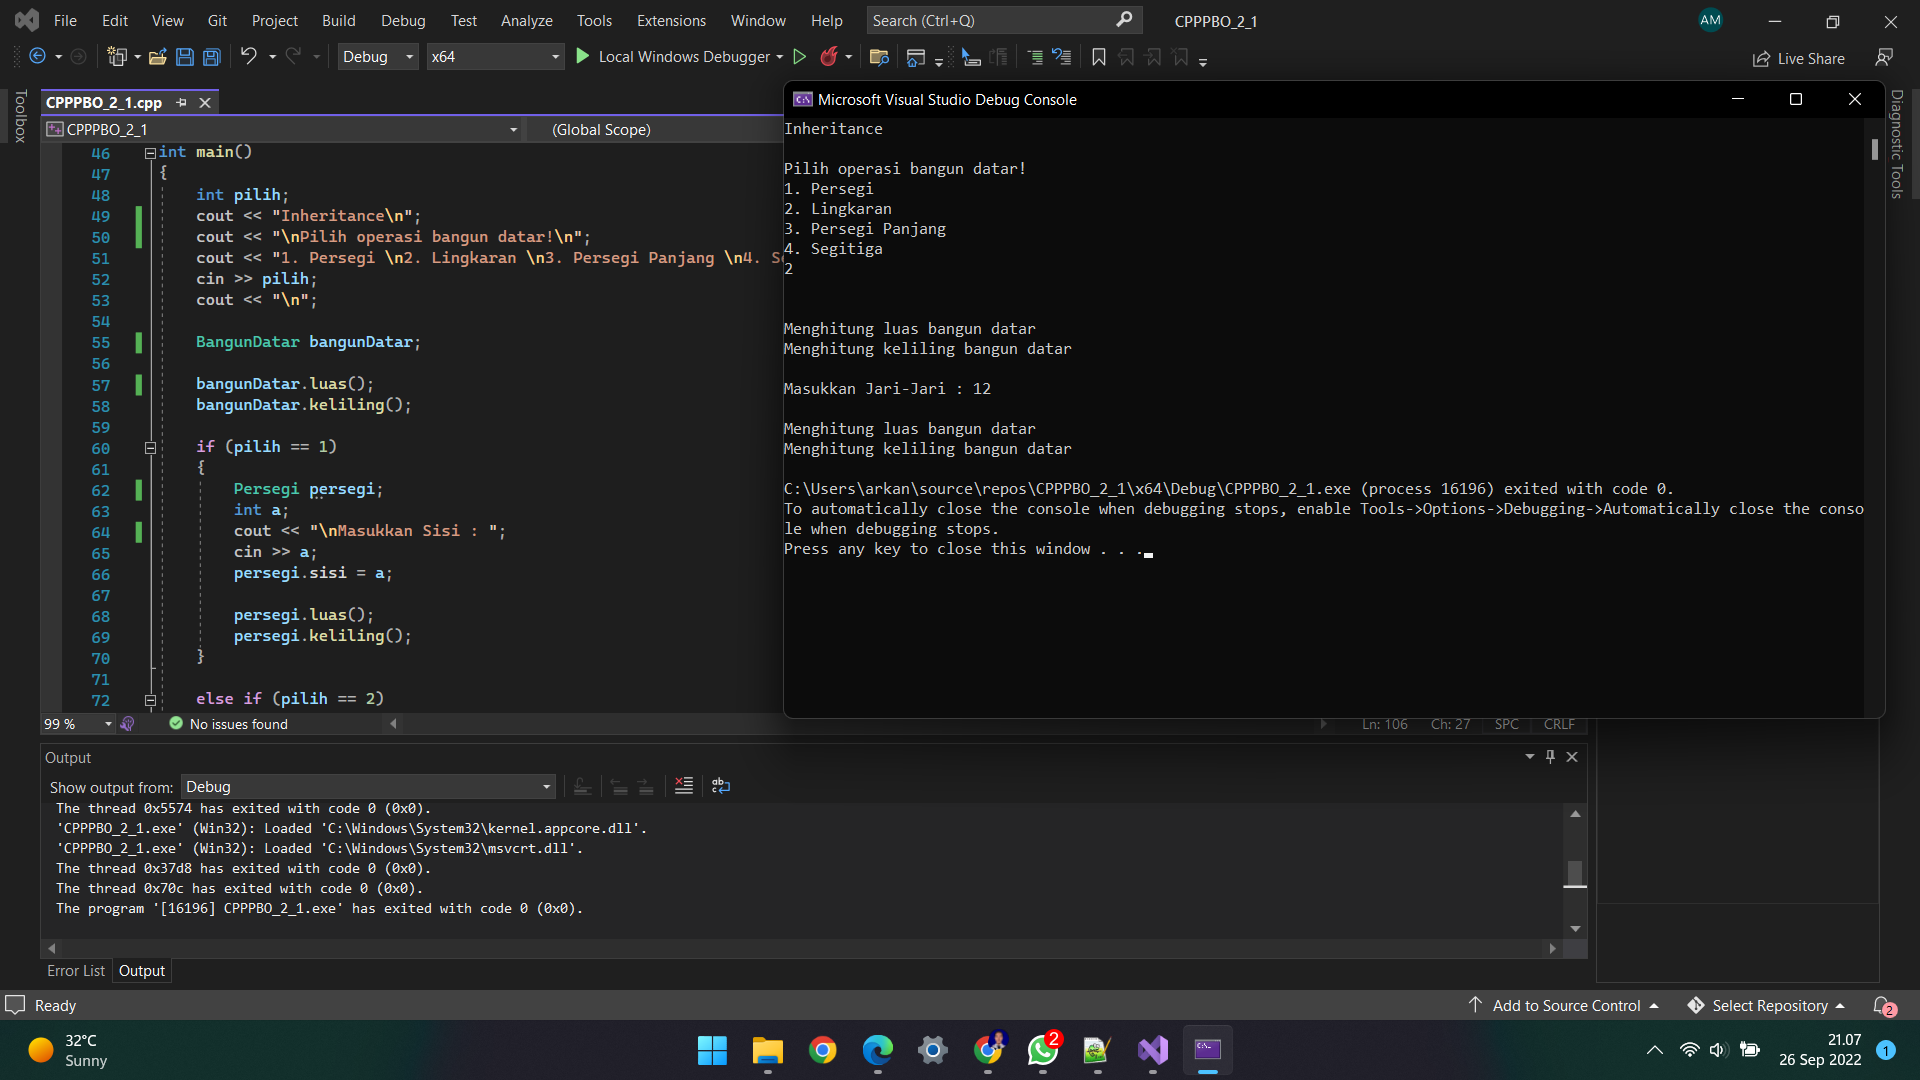 File Edit View Git Project Build Debug Test Analyze Tools Extensions Window Help Search (Ctrl+Q) CPPPBO_2_1 AM
Debug x64 Local Windows Debugger Live Share
Toolbox
CPPPBO_2_1.cpp
CPPPBO_2_1 (Global Scope)
46 int main()
47 {
48 int pilih;
49 cout << "Inheritance\n";
50 cout << "\nPilih operasi bangun datar!\n";
51 cout << "1. Persegi \n2. Lingkaran \n3. Persegi Panjang \n4. Se
52 cin >> pilih;
53 cout << "\n";
54
55 BangunDatar bangunDatar;
56
57 bangunDatar.luas();
58 bangunDatar.keliling();
59
60 if (pilih == 1)
61 {
62 Persegi persegi;
63 int a;
64 cout << "\nMasukkan Sisi : ";
65 cin >> a;
66 persegi.sisi = a;
67
68 persegi.luas();
69 persegi.keliling();
70 }
71
72 else if (pilih == 2)
99 % No issues found
Ln: 106 Ch: 27 SPC CRLF
Microsoft Visual Studio Debug Console
Inheritance
Pilih operasi bangun datar!
1. Persegi
2. Lingkaran
3. Persegi Panjang
4. Segitiga
2
Menghitung luas bangun datar
Menghitung keliling bangun datar
Masukkan Jari-Jari : 12
Menghitung luas bangun datar
Menghitung keliling bangun datar
C:\Users\arkan\source\repos\CPPPBO_2_1\x64\Debug\CPPPBO_2_1.exe (process 16196) exited with code 0.
To automatically close the console when debugging stops, enable Tools->Options->Debugging->Automatically close the conso
le when debugging stops.
Press any key to close this window . . .
Diagnostic Tools
Output
Show output from: Debug
The thread 0x5574 has exited with code 0 (0x0).
'CPPPBO_2_1.exe' (Win32): Loaded 'C:\Windows\System32\kernel.appcore.dll'.
'CPPPBO_2_1.exe' (Win32): Loaded 'C:\Windows\System32\msvcrt.dll'.
The thread 0x37d8 has exited with code 0 (0x0).
The thread 0x70c has exited with code 0 (0x0).
The program '[16196] CPPPBO_2_1.exe' has exited with code 0 (0x0).
Error List Output
Ready Add to Source Control Select Repository 2
32°C
Sunny
2
21.07
26 Sep 2022
1